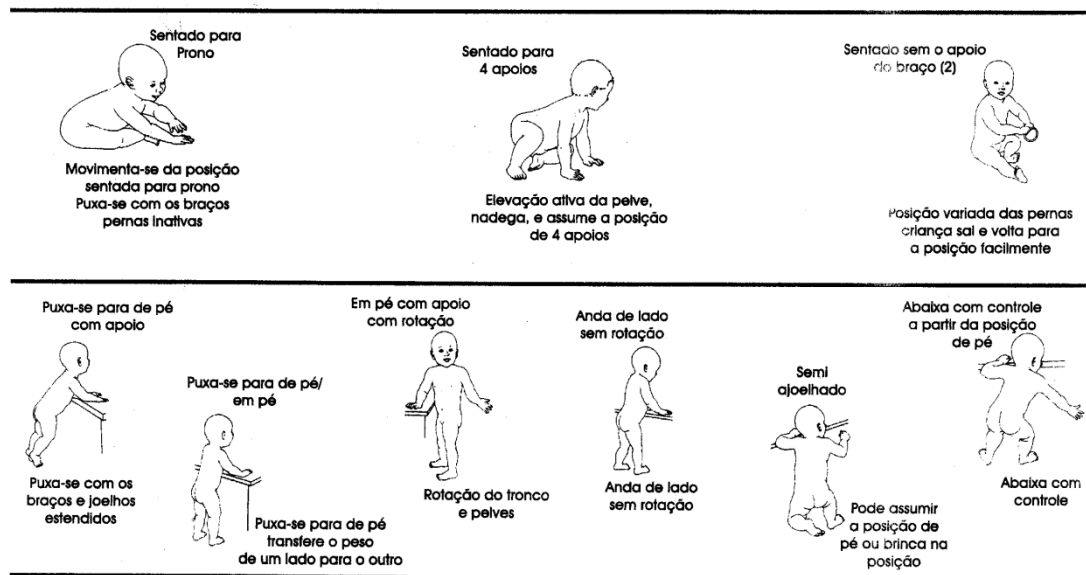 Sentado para
Prono
Movimenta-se da posição
sentada para prono
Puxa-se com os braços
pernas inativas
Sentado para
4 apoios
Elevação ativa da pelve,
nadega, e assume a posição
de 4 apoios
Sentado sem o apoio
do braço (2)
Posição variada das pernas
criança sai e volta para
a posição facilmente
Puxa-se para de pé
com apoio
Puxa-se com os
braços e joelhos
estendidos
Puxa-se para de pé/
em pé
Puxa-se para de pé
transfere o peso
de um lado para o outro
Em pé com apoio
com rotação
Rotação do tronco
e pelves
Anda de lado
sem rotação
Anda de lado
sem rotação
Semi
ajoelhado
Pode assumir
a posição de
pé ou brinca na
posição
Abaixa com controle
a partir da posição
de pé
Abaixa com
controle